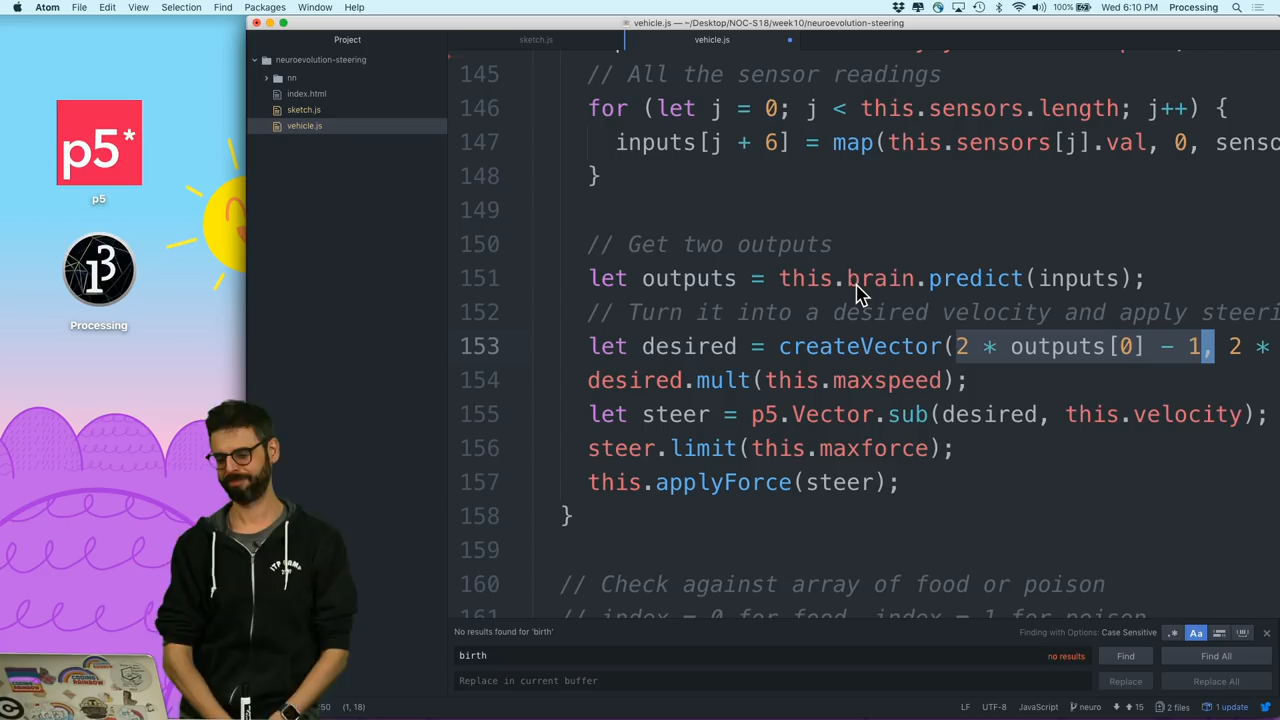 Atom File Edit View Selection Find Packages Window Help
100% Wed 6:10 PM Processing
vehicle.js — ~/Desktop/NOC-S18/week10/neuroevolution-steering
Project
sketch.js
vehicle.js
neuroevolution-steering
nn
index.html
sketch.js
vehicle.js
p5*
p5
Processing
145 // All the sensor readings
146 for (let j = 0; j < this.sensors.length; j++) {
147 inputs[j + 6] = map(this.sensors[j].val, 0, senso
148 }
149
150 // Get two outputs
151 let outputs = this.brain.predict(inputs);
152 // Turn it into a desired velocity and apply steeri
153 let desired = createVector(2 * outputs[0] - 1, 2 *
154 desired.mult(this.maxspeed);
155 let steer = p5.Vector.sub(desired, this.velocity);
156 steer.limit(this.maxforce);
157 this.applyForce(steer);
158 }
159
160 // Check against array of food or poison
161 // index = 0 for food, index = 1 for poison
No results found for 'birth'
Finding with Options: Case Sensitive
.* Aa
birth
no results
Find
Find All
Replace in current buffer
Replace
Replace All
50 (1, 18)
LF UTF-8 JavaScript neuro 15 2 files 1 update
ITP CAMP
CODING RAINBOW